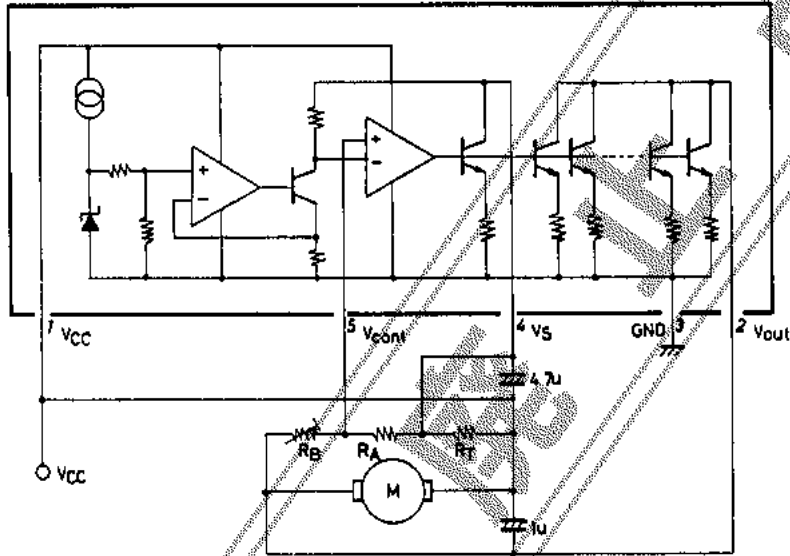 +
-
+
-
1 VCC
5 Vcont
4 VS
GND 3
2 Vout
4.7u
RB
RA
RT
VCC
M
1u